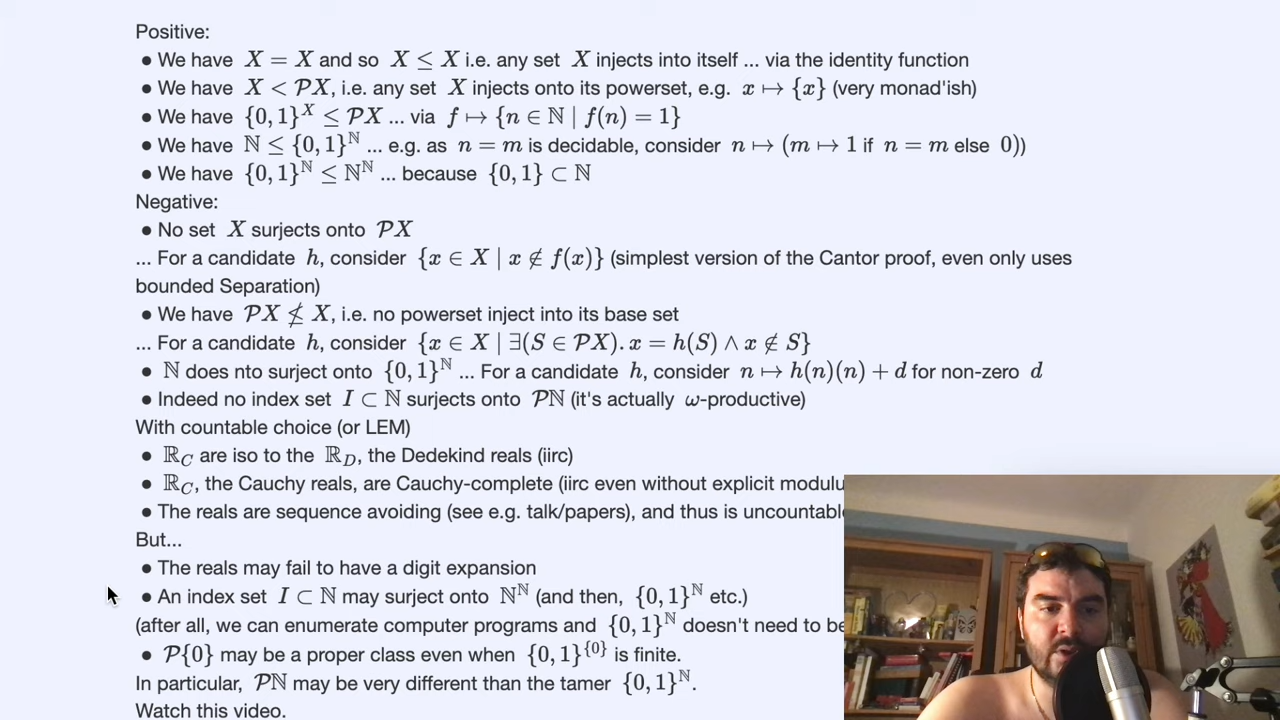 Positive:
● We have X = X and so X ≤ X i.e. any set X injects into itself ... via the identity function
● We have X < 𝒫X, i.e. any set X injects onto its powerset, e.g. x ↦ {x} (very monad'ish)
● We have {0,1}^X ≤ 𝒫X ... via f ↦ {n ∈ ℕ | f(n) = 1}
● We have ℕ ≤ {0,1}^ℕ ... e.g. as n = m is decidable, consider n ↦ (m ↦ 1 if n = m else 0))
● We have {0,1}^ℕ ≤ ℕ^ℕ ... because {0,1} ⊂ ℕ
Negative:
● No set X surjects onto 𝒫X
... For a candidate h, consider {x ∈ X | x ∉ f(x)} (simplest version of the Cantor proof, even only uses
bounded Separation)
● We have 𝒫X ≰ X, i.e. no powerset inject into its base set
... For a candidate h, consider {x ∈ X | ∃(S ∈ 𝒫X). x = h(S) ∧ x ∉ S}
● ℕ does nto surject onto {0,1}^ℕ ... For a candidate h, consider n ↦ h(n)(n) + d for non-zero d
● Indeed no index set I ⊂ ℕ surjects onto 𝒫ℕ (it's actually ω-productive)
With countable choice (or LEM)
● ℝ_C are iso to the ℝ_D, the Dedekind reals (iirc)
● ℝ_C, the Cauchy reals, are Cauchy-complete (iirc even without explicit modulu
● The reals are sequence avoiding (see e.g. talk/papers), and thus is uncountabl
But...
● The reals may fail to have a digit expansion
● An index set I ⊂ ℕ may surject onto ℕ^ℕ (and then, {0,1}^ℕ etc.)
(after all, we can enumerate computer programs and {0,1}^ℕ doesn't need to be
● 𝒫{0} may be a proper class even when {0,1}^{0} is finite.
In particular, 𝒫ℕ may be very different than the tamer {0,1}^ℕ.
Watch this video.